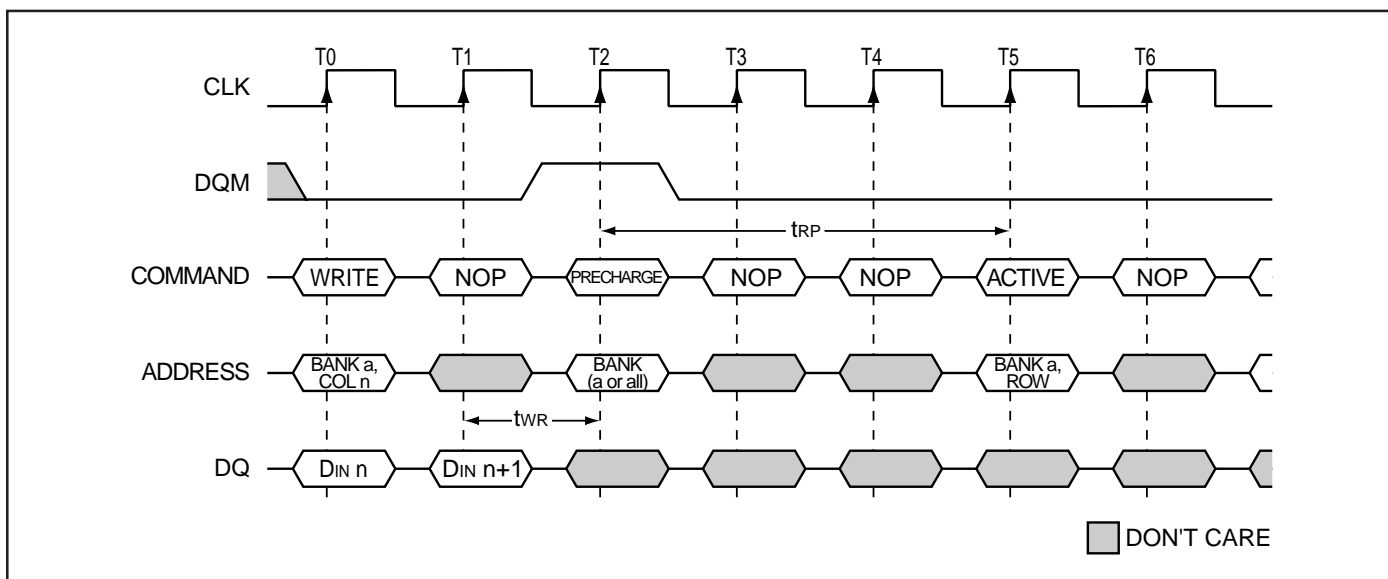 T0 T1 T2 T3 T4 T5 T6
CLK
DQM
tRP
COMMAND WRITE NOP PRECHARGE NOP NOP ACTIVE NOP
ADDRESS
BANK a,
COL n
BANK
(a or all)
BANK a,
ROW
tWR
DQ DIN n DIN n+1
DON'T CARE